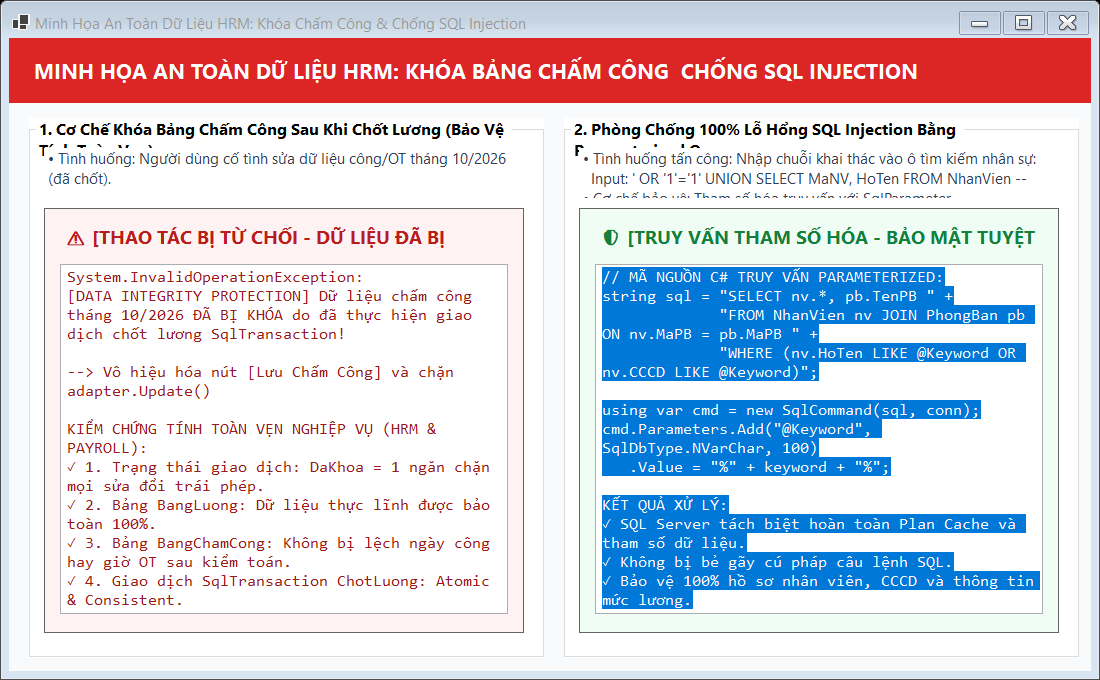 Minh Họa An Toàn Dữ Liệu HRM: Khóa Chấm Công & Chống SQL Injection
MINH HỌA AN TOÀN DỮ LIỆU HRM: KHÓA BẢNG CHẤM CÔNG  CHỐNG SQL INJECTION
1. Cơ Chế Khóa Bảng Chấm Công Sau Khi Chốt Lương (Bảo Vệ
• Tình huống: Người dùng cố tình sửa dữ liệu công/OT tháng 10/2026
(đã chốt).
⚠ [THAO TÁC BỊ TỪ CHỐI - DỮ LIỆU ĐÃ BỊ
System.InvalidOperationException:
[DATA INTEGRITY PROTECTION] Dữ liệu chấm công
tháng 10/2026 ĐÃ BỊ KHÓA do đã thực hiện giao
dịch chốt lương SqlTransaction!
--> Vô hiệu hóa nút [Lưu Chấm Công] và chặn
adapter.Update()
KIỂM CHỨNG TÍNH TOÀN VẸN NGHIỆP VỤ (HRM &
PAYROLL):
✓ 1. Trạng thái giao dịch: DaKhoa = 1 ngăn chặn
mọi sửa đổi trái phép.
✓ 2. Bảng BangLuong: Dữ liệu thực lĩnh được bảo
toàn 100%.
✓ 3. Bảng BangChamCong: Không bị lệch ngày công
hay giờ OT sau kiểm toán.
✓ 4. Giao dịch SqlTransaction ChotLuong: Atomic
& Consistent.
2. Phòng Chống 100% Lỗ Hổng SQL Injection Bằng
• Tình huống tấn công: Nhập chuỗi khai thác vào ô tìm kiếm nhân sự:
Input: ' OR '1'='1' UNION SELECT MaNV, HoTen FROM NhanVien --
• Cơ chế bảo vệ: Tham số hóa truy vấn với SqlParameter
[TRUY VẤN THAM SỐ HÓA - BẢO MẬT TUYỆT
// MÃ NGUỒN C# TRUY VẤN PARAMETERIZED:
string sql = "SELECT nv.*, pb.TenPB " +
"FROM NhanVien nv JOIN PhongBan pb
ON nv.MaPB = pb.MaPB " +
"WHERE (nv.HoTen LIKE @Keyword OR
nv.CCCD LIKE @Keyword)";
using var cmd = new SqlCommand(sql, conn);
cmd.Parameters.Add("@Keyword",
SqlDbType.NVarChar, 100)
.Value = "%" + keyword + "%";
KẾT QUẢ XỬ LÝ:
✓ SQL Server tách biệt hoàn toàn Plan Cache và
tham số dữ liệu.
✓ Không bị bẻ gãy cú pháp câu lệnh SQL.
✓ Bảo vệ 100% hồ sơ nhân viên, CCCD và thông tin
mức lương.